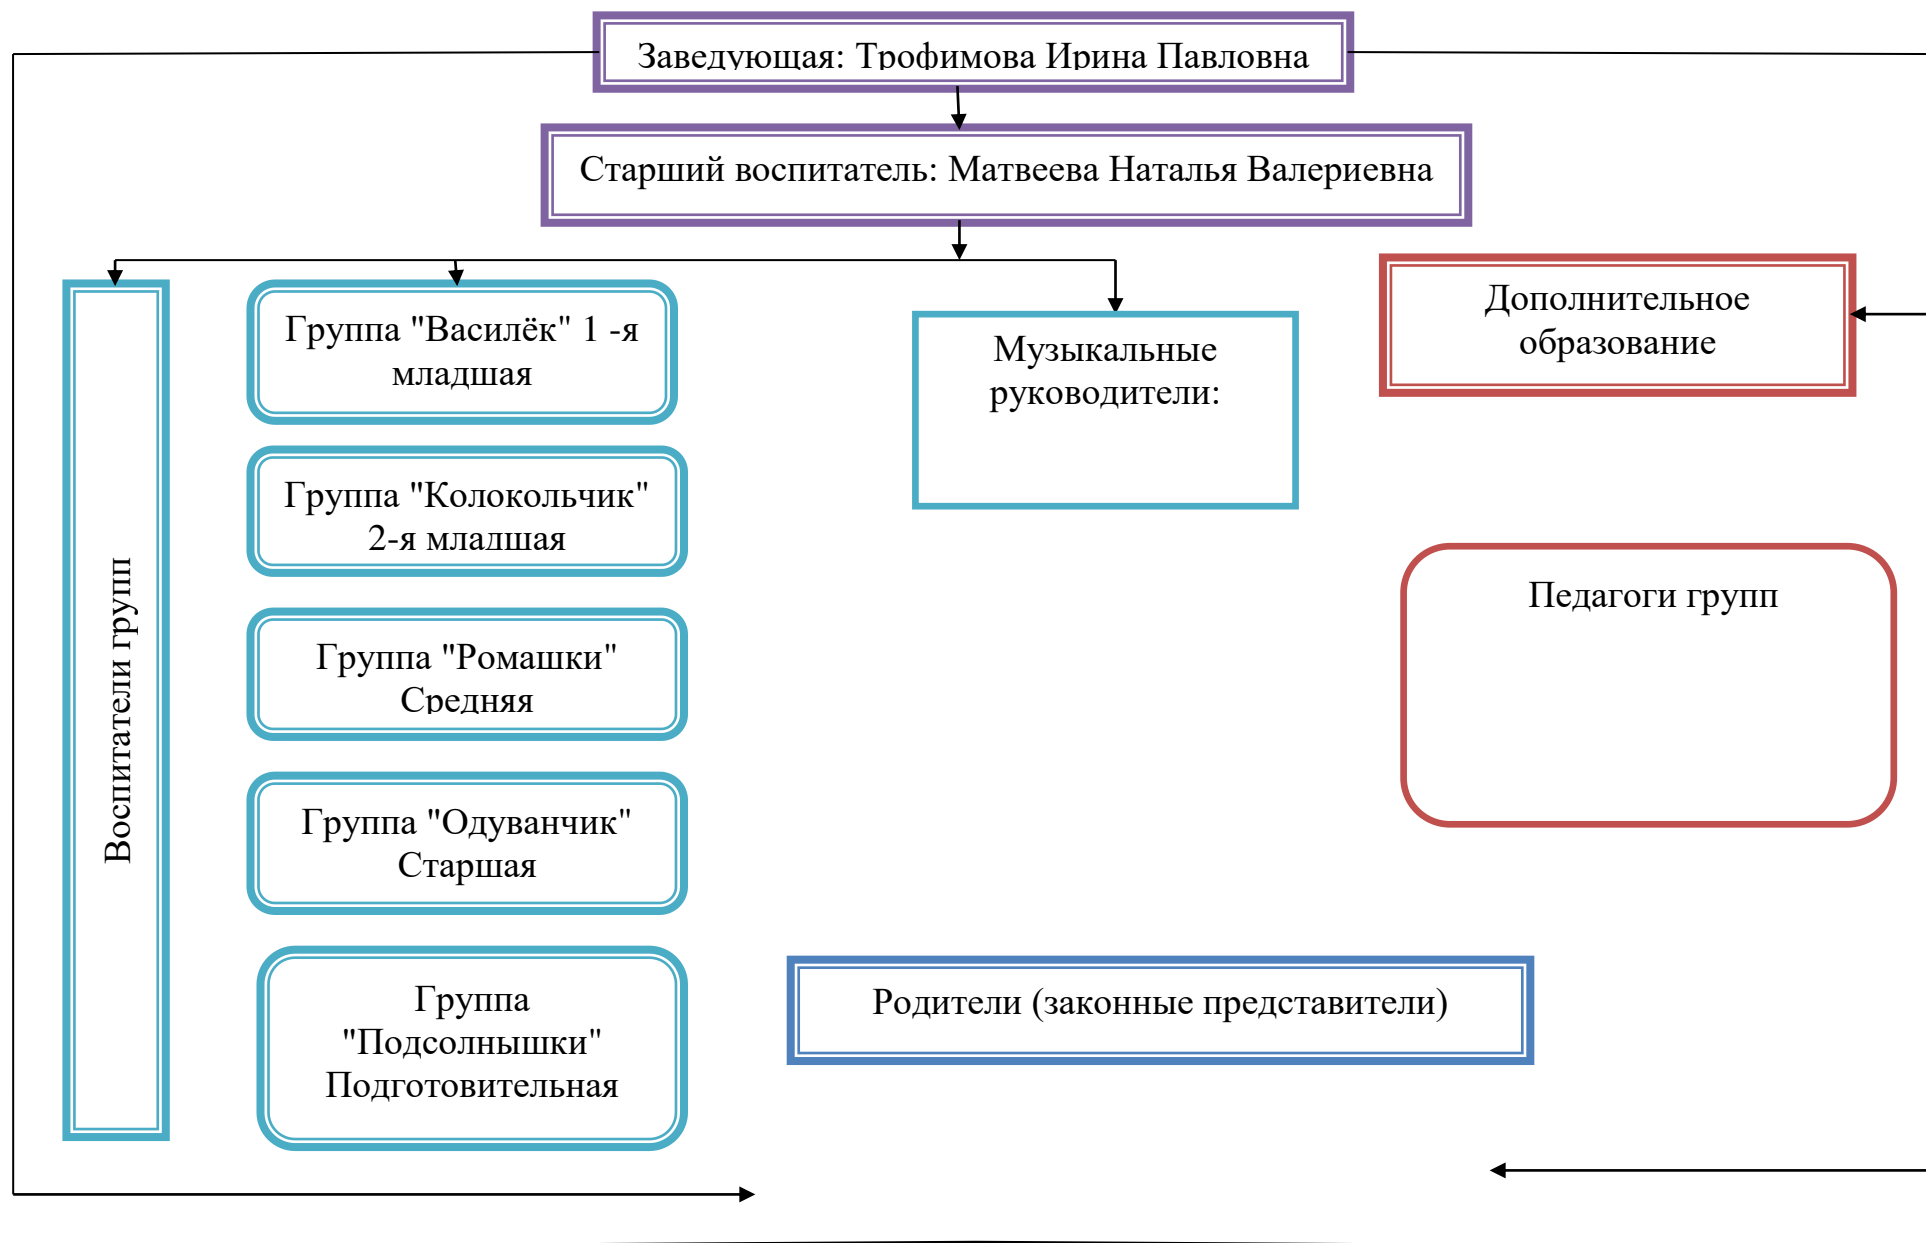 Заведующая: Трофимова Ирина Павловна
Старший воспитатель: Матвеева Наталья Валериевна
Воспитатели групп
Группа "Василёк" 1 -я
младшая
Группа "Колокольчик"
2-я младшая
Группа "Ромашки"
Средняя
Группа "Одуванчик"
Старшая
Группа
"Подсолнышки"
Подготовительная
Музыкальные
руководители:
Дополнительное
образование
Педагоги групп
Родители (законные представители)